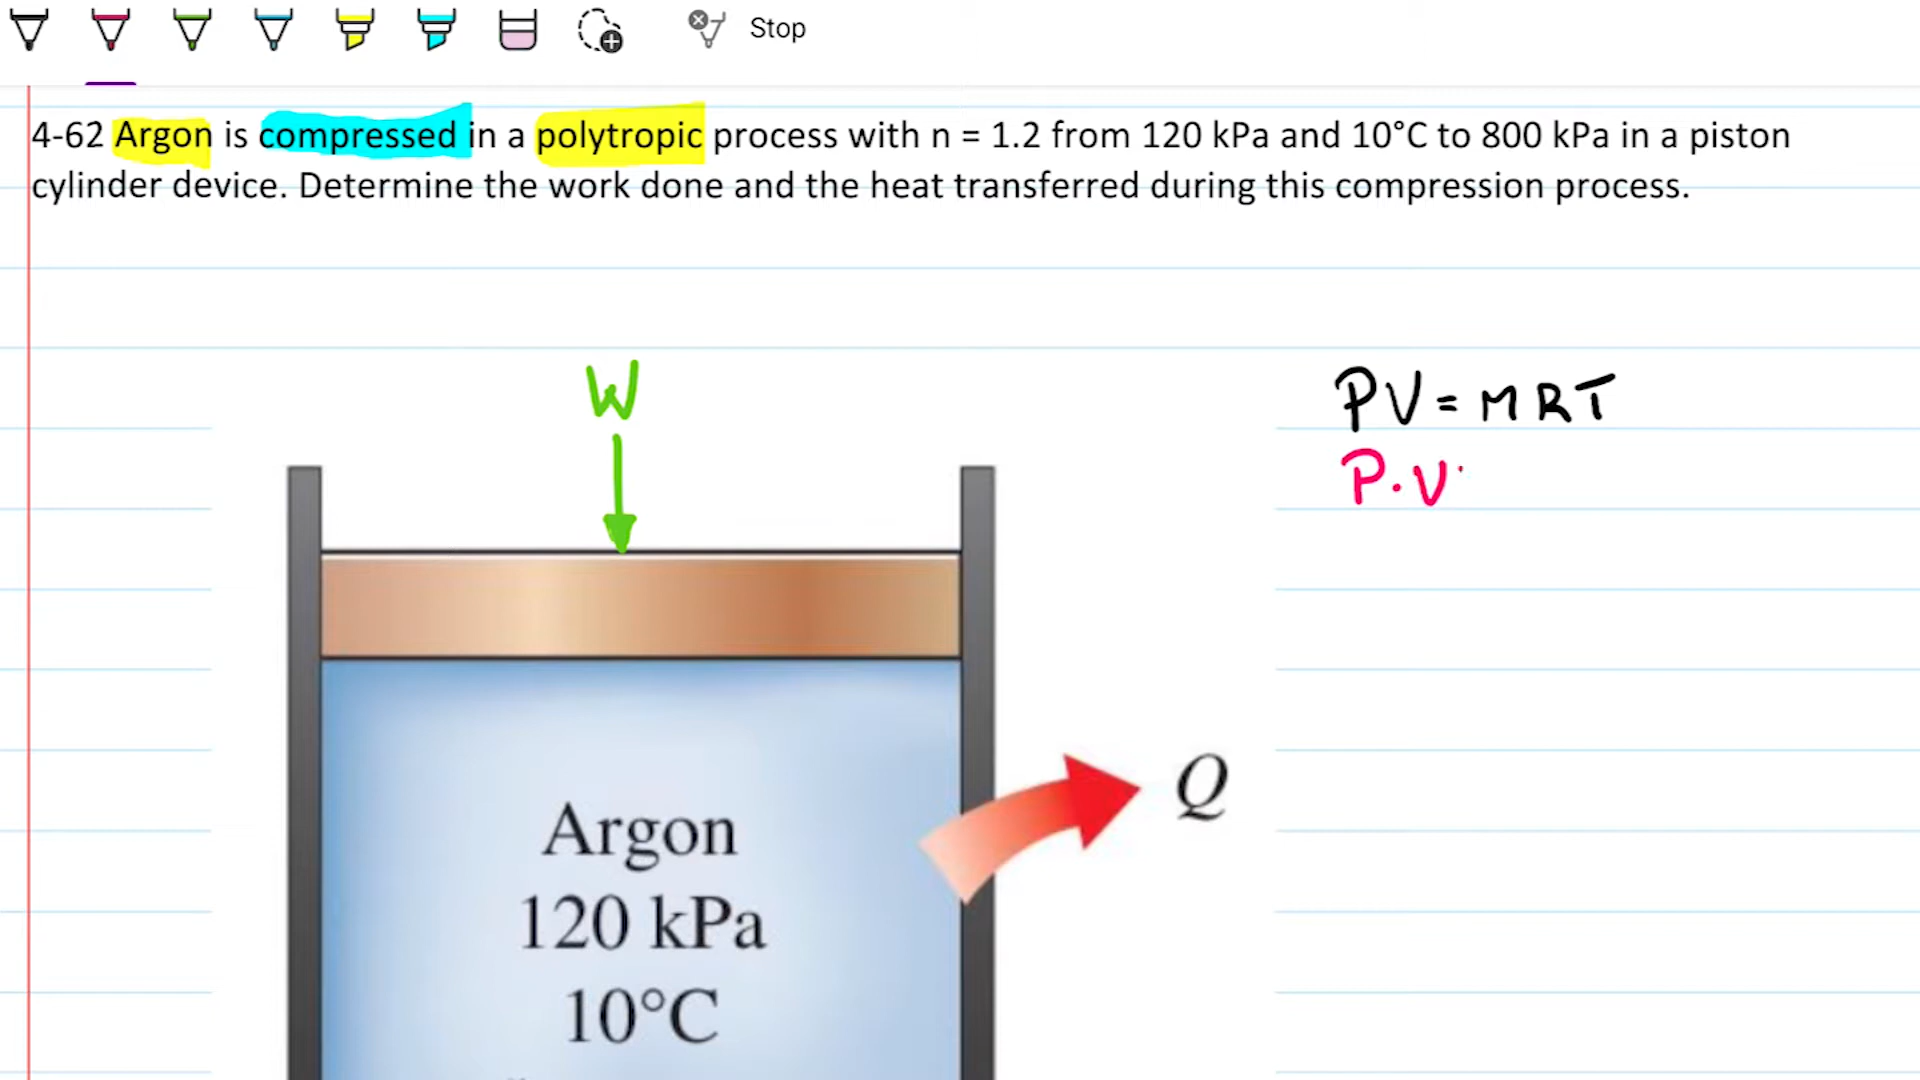 Stop
4-62 Argon is compressed in a polytropic process with n = 1.2 from 120 kPa and 10°C to 800 kPa in a piston
cylinder device. Determine the work done and the heat transferred during this compression process.
W
PV = MRT
P·V
Q
Argon
120 kPa
10°C